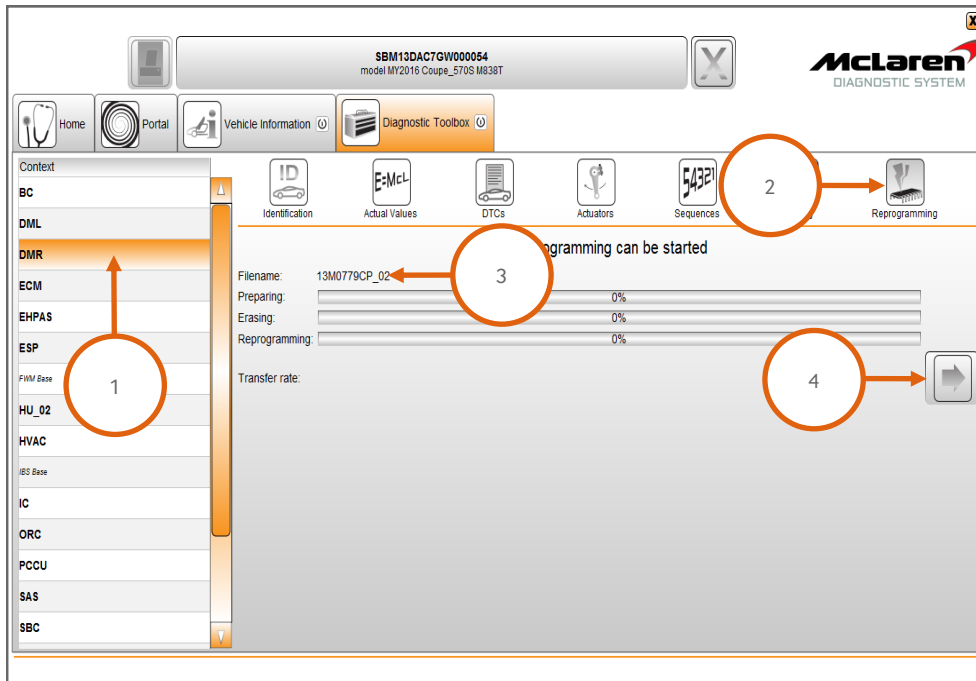 X
SBM13DAC7GW000054
model MY2016 Coupe_570S M838T
X
McLaren
DIAGNOSTIC SYSTEM
Home
Portal
Vehicle Information
Diagnostic Toolbox
Context
BC
DML
DMR
ECM
EHPAS
ESP
FWM Base
HU_02
HVAC
IBS Base
IC
ORC
PCCU
SAS
SBC
ID
Identification
E=McL
Actual Values
DTCs
Actuators
54321
Sequences
Reprogramming
ogramming can be started
Filename: 13M0779CP_02
Preparing: 0%
Erasing: 0%
Reprogramming: 0%
Transfer rate:
1
2
3
4